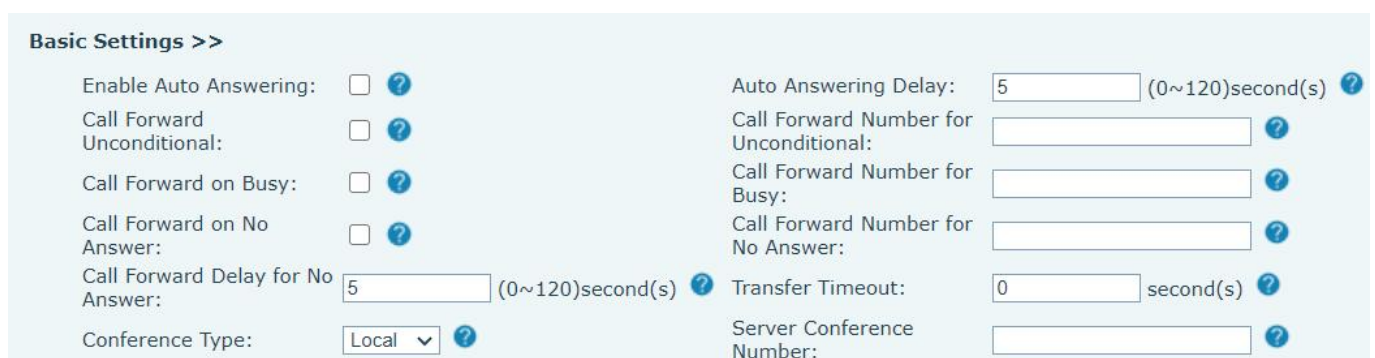 Basic Settings >>
Enable Auto Answering: ? Auto Answering Delay: 5 (0~120)second(s) ?
Call Forward
Unconditional: ? Call Forward Number for
Unconditional: ?
Call Forward on Busy: ? Call Forward Number for
Busy: ?
Call Forward on No
Answer: ? Call Forward Number for
No Answer: ?
Call Forward Delay for No
Answer: 5 (0~120)second(s) ? Transfer Timeout: 0 second(s) ?
Conference Type: Local ? Server Conference
Number: ?